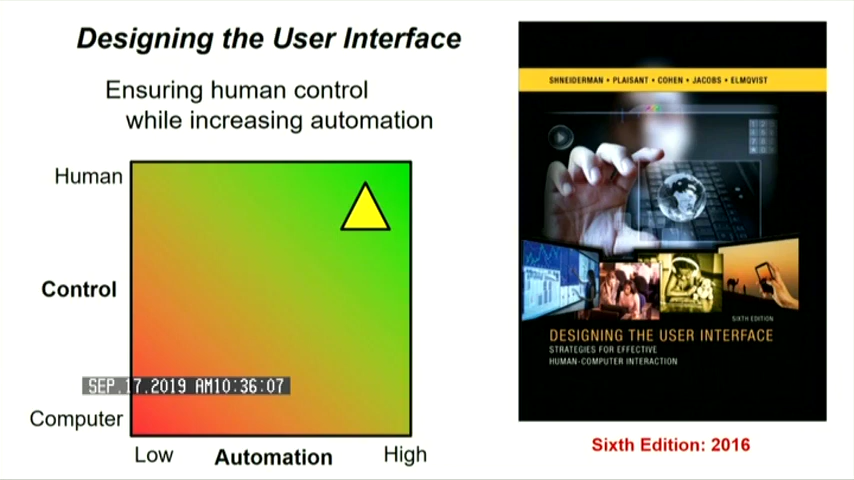 Designing the User Interface
Ensuring human control
while increasing automation
Human
Control
Computer
Low
Automation
High
SEP.17.2019 AM10:36:07
SHNEIDERMAN • PLAISANT • COHEN • JACOBS • ELMQVIST
SIXTH EDITION
DESIGNING THE USER INTERFACE
STRATEGIES FOR EFFECTIVE
HUMAN-COMPUTER INTERACTION
Sixth Edition: 2016